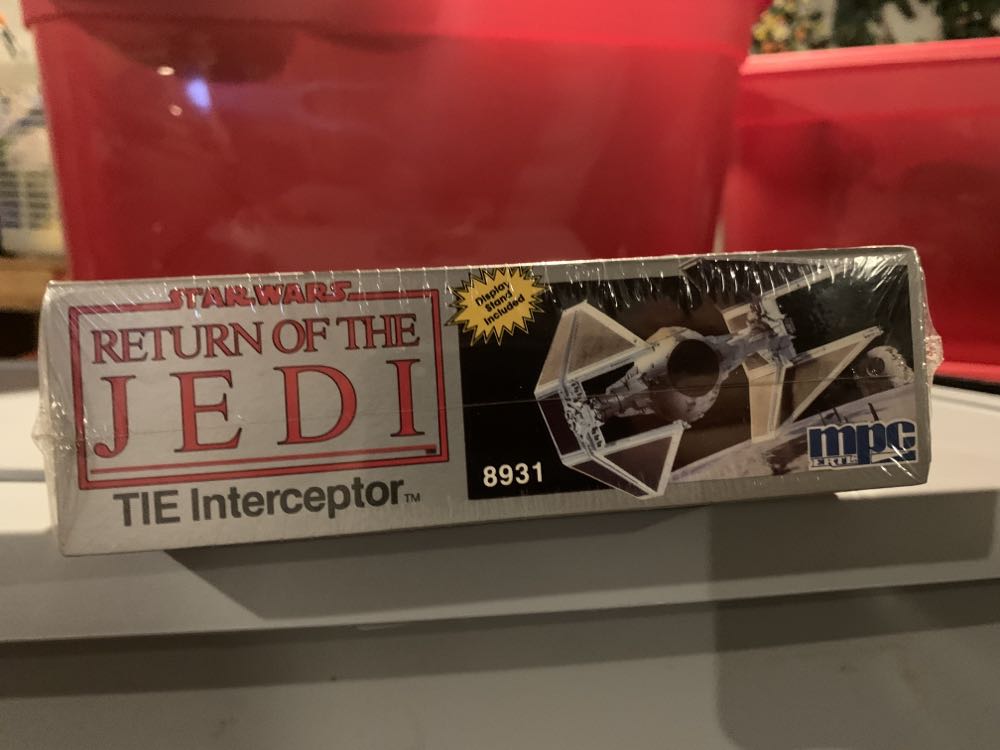 STAR WARS
RETURN OF THE
JEDI
TIE Interceptor™
Display
Stand
Included
8931
mpc
ERTL